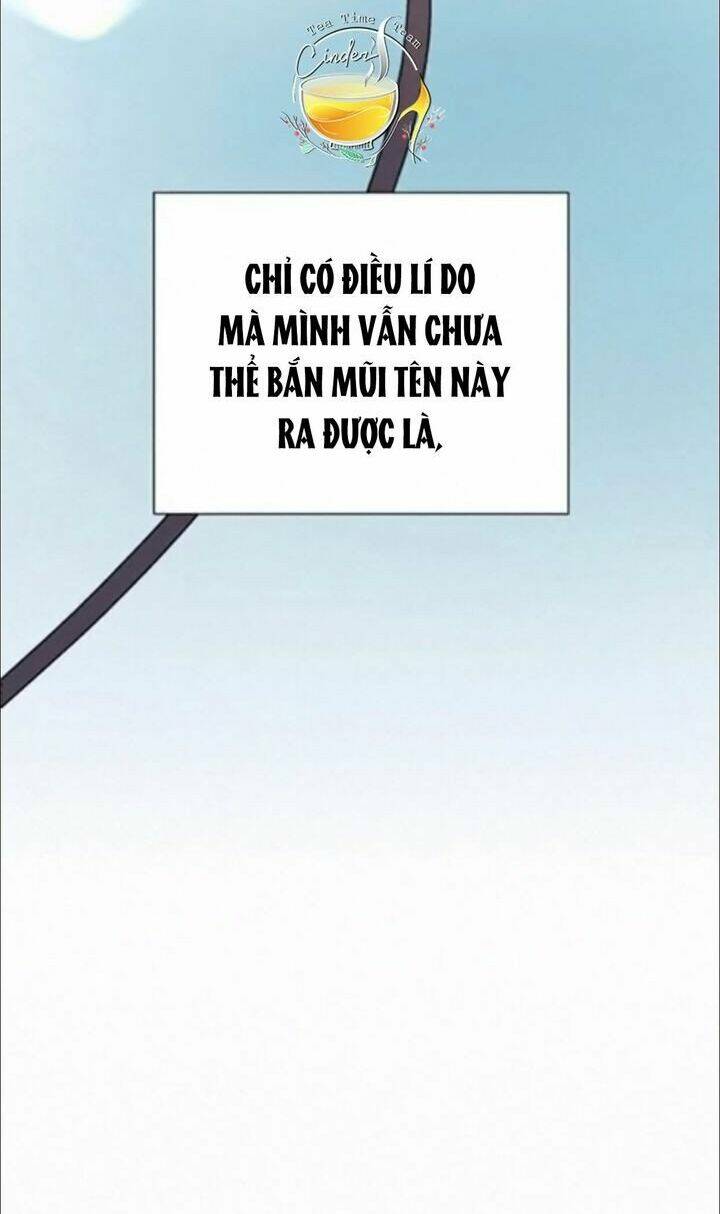 Tea Time Team
Cinder
CHỈ CÓ ĐIỀU LÍ DO
MÀ MÌNH VẪN CHƯA
THỂ BẮN MŨI TÊN NÀY
RA ĐƯỢC LÀ,